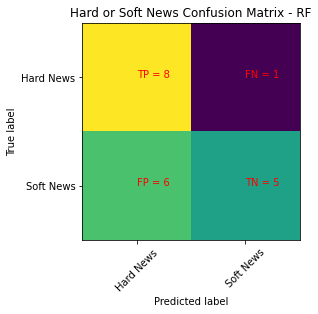 Hard or Soft News Confusion Matrix - RF
True label
Hard News
TP = 8
FN = 1
Soft News
FP = 6
TN = 5
Hard News
Soft News
Predicted label